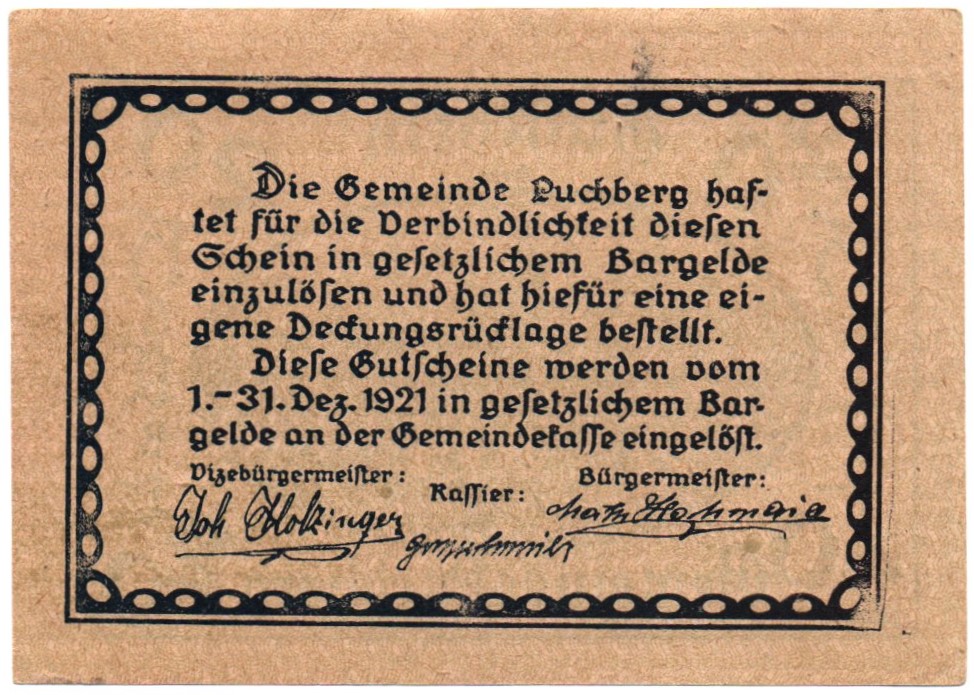 Die Gemeinde Puchberg haf-
tet für die Verbindlichkeit diesen
Schein in gesetzlichem Bargelde
einzulösen und hat hiefür eine ei-
gene Deckungsrücklage bestellt.
Diese Gutscheine werden vom
1.-31. Dez. 1921 in gesetzlichem Bar-
gelde an der Gemeindekasse eingelöst.
Vizebürgermeister: Kassier: Bürgermeister:
Joh Holzinger